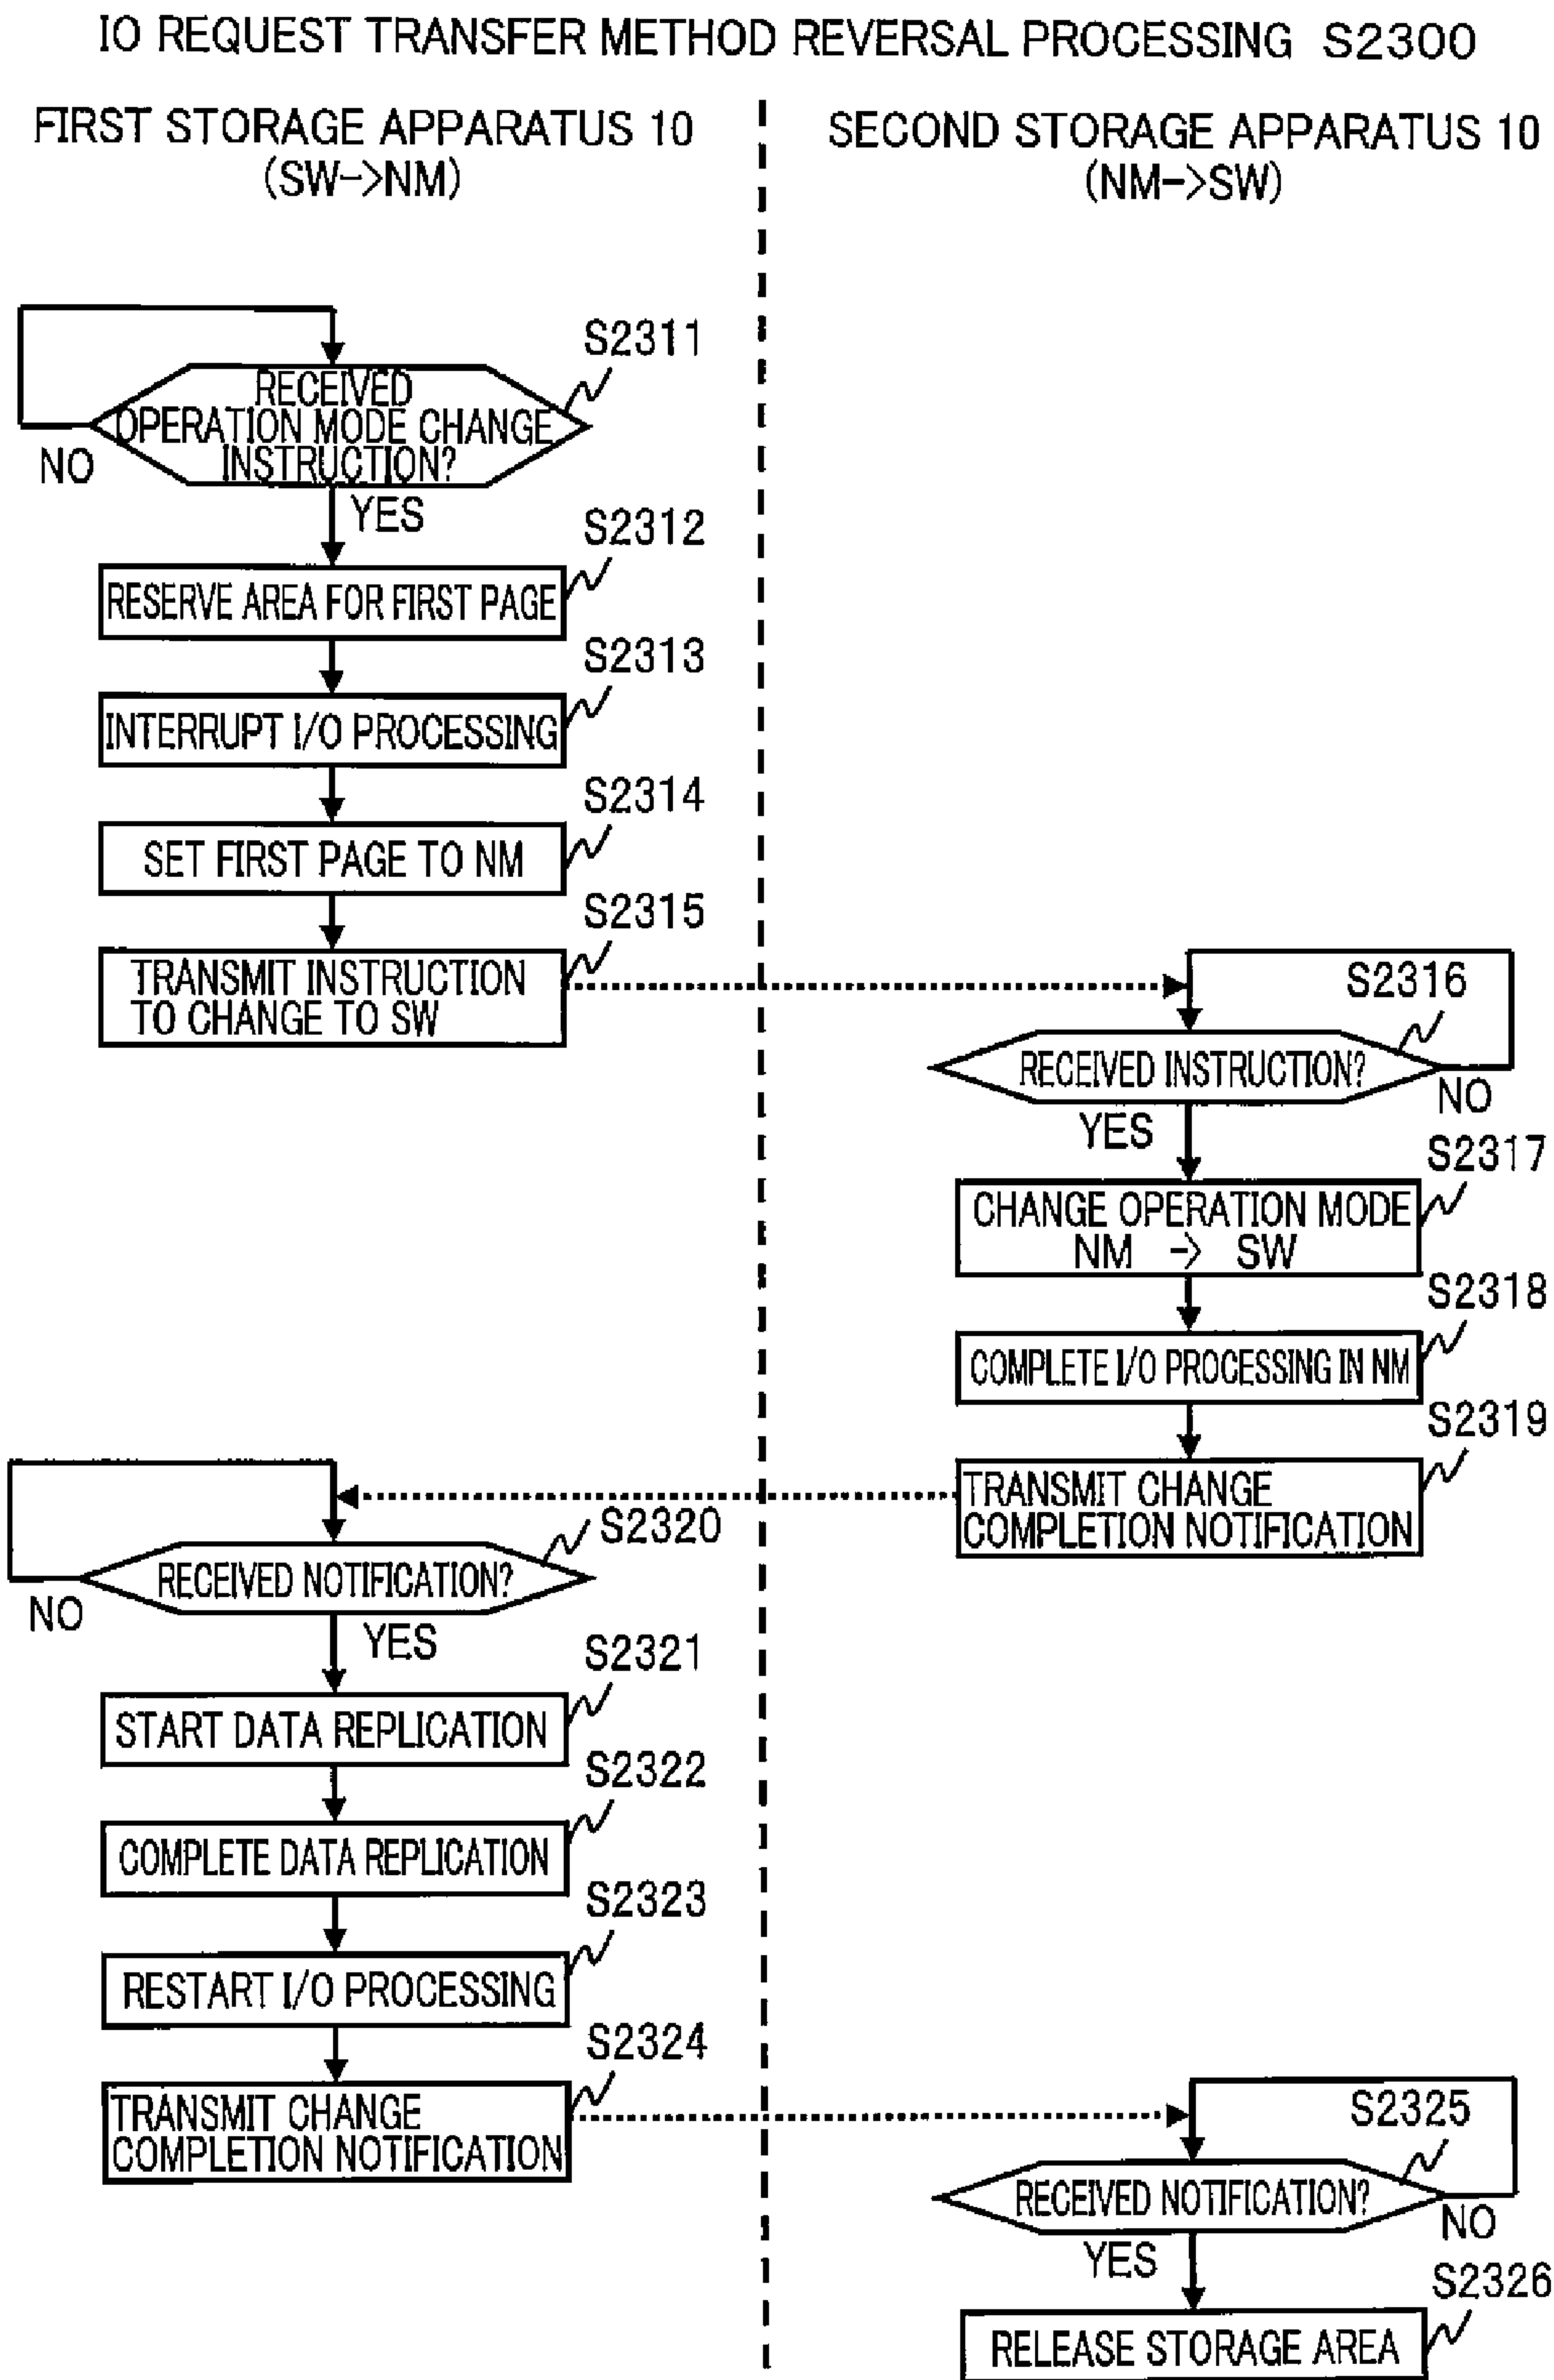 IO REQUEST TRANSFER METHOD REVERSAL PROCESSING S2300
FIRST STORAGE APPARATUS 10
(SW->NM)
SECOND STORAGE APPARATUS 10
(NM->SW)
S2311
RECEIVED
OPERATION MODE CHANGE
INSTRUCTION?
NO
YES
S2312
RESERVE AREA FOR FIRST PAGE
S2313
INTERRUPT I/O PROCESSING
S2314
SET FIRST PAGE TO NM
S2315
TRANSMIT INSTRUCTION
TO CHANGE TO SW
S2316
RECEIVED INSTRUCTION?
NO
YES
S2317
CHANGE OPERATION MODE
NM -> SW
S2318
COMPLETE I/O PROCESSING IN NM
S2319
TRANSMIT CHANGE
COMPLETION NOTIFICATION
S2320
RECEIVED NOTIFICATION?
NO
YES
S2321
START DATA REPLICATION
S2322
COMPLETE DATA REPLICATION
S2323
RESTART I/O PROCESSING
S2324
TRANSMIT CHANGE
COMPLETION NOTIFICATION
S2325
RECEIVED NOTIFICATION?
NO
YES
S2326
RELEASE STORAGE AREA